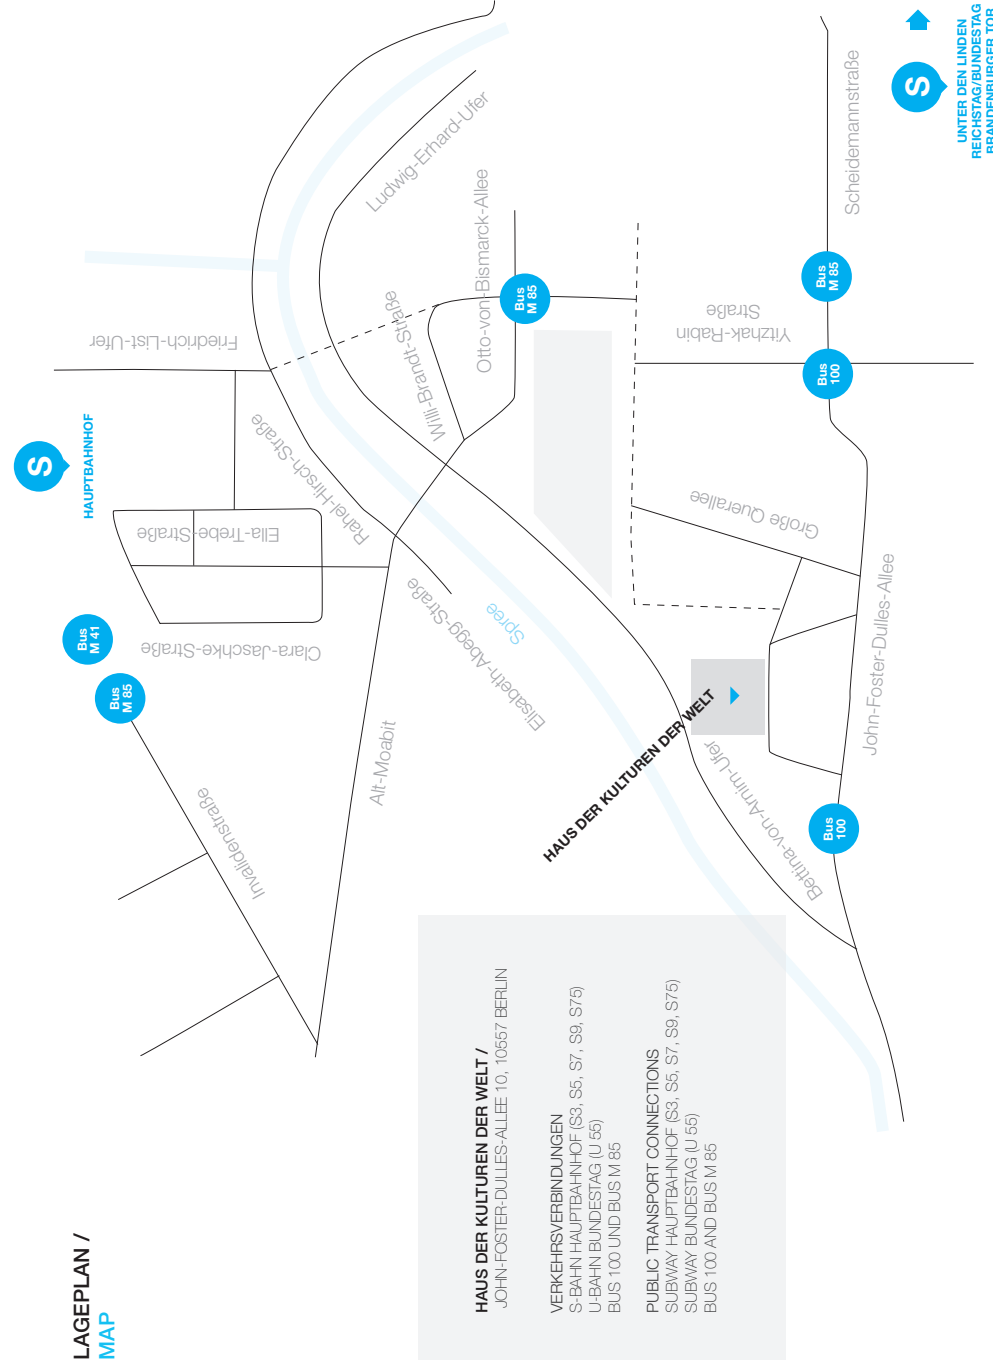 LAGEPLAN /
MAP
HAUS DER KULTUREN DER WELT /
JOHN-FOSTER-DULLES-ALLEE 10, 10557 BERLIN
VERKEHRSVERBINDUNGEN
S-BAHN HAUPTBAHNHOF (S3, S5, S7, S9, S75)
U-BAHN BUNDESTAG (U 55)
BUS 100 UND BUS M 85
PUBLIC TRANSPORT CONNECTIONS
SUBWAY HAUPTBAHNHOF (S3, S5, S7, S9, S75)
SUBWAY BUNDESTAG (U 55)
BUS 100 AND BUS M 85
Invalidenstraße
Bus
M 85
Bus
M 41
S
HAUPTBAHNHOF
Clara-Jaschke-Straße
Ella-Trebe-Straße
Friedrich-List-Ufer
Alt-Moabit
Rahel-Hirsch-Straße
Elisabeth-Abegg-Straße
Spree
Willi-Brandt-Straße
Ludwig-Erhard-Ufer
Otto-von-Bismarck-Allee
Bus
M 85
HAUS DER KULTUREN DER WELT
Bettina-von-Arnim-Ufer
Große Querallee
Yitzhak-Rabin
Straße
Bus
100
John-Foster-Dulles-Allee
Bus
100
Bus
M 85
Scheidemannstraße
S
UNTER DEN LINDEN
REICHSTAG/BUNDESTAG
BRANDENBURGER TOR